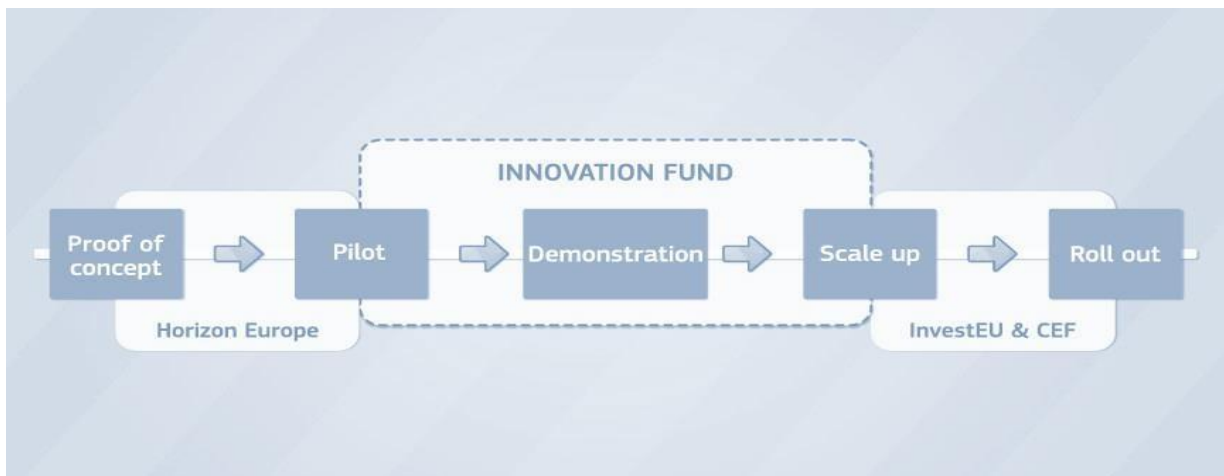 INNOVATION FUND
Proof of
concept
Pilot
Demonstration
Scale up
Roll out
Horizon Europe
InvestEU & CEF